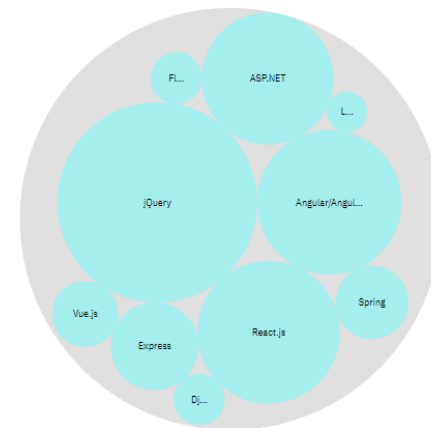 Fl...
ASP.NET
L...
jQuery
Angular/Angul...
Vue.js
Spring
Express
React.js
Dj...